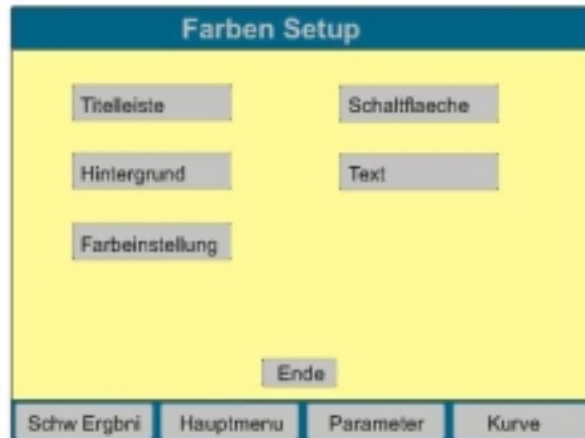 Farben Setup
Titelleiste
Schaltflaeche
Hintergrund
Text
Farbeinstellung
Ende
Schw Ergbni
Hauptmenu
Parameter
Kurve